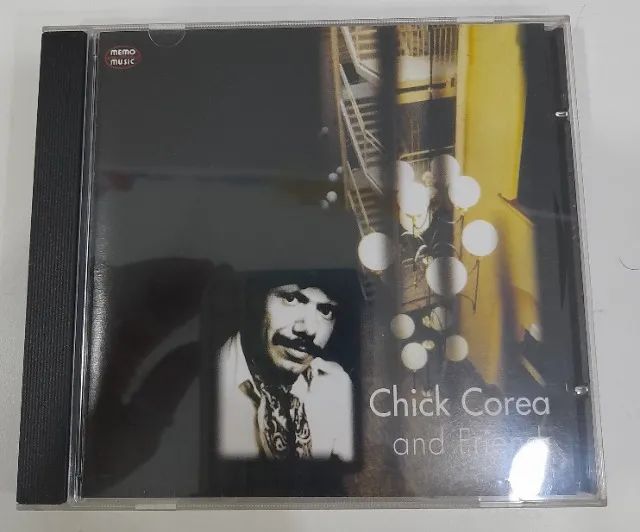 MEMO
MUSIC
Chick Corea
and Friends